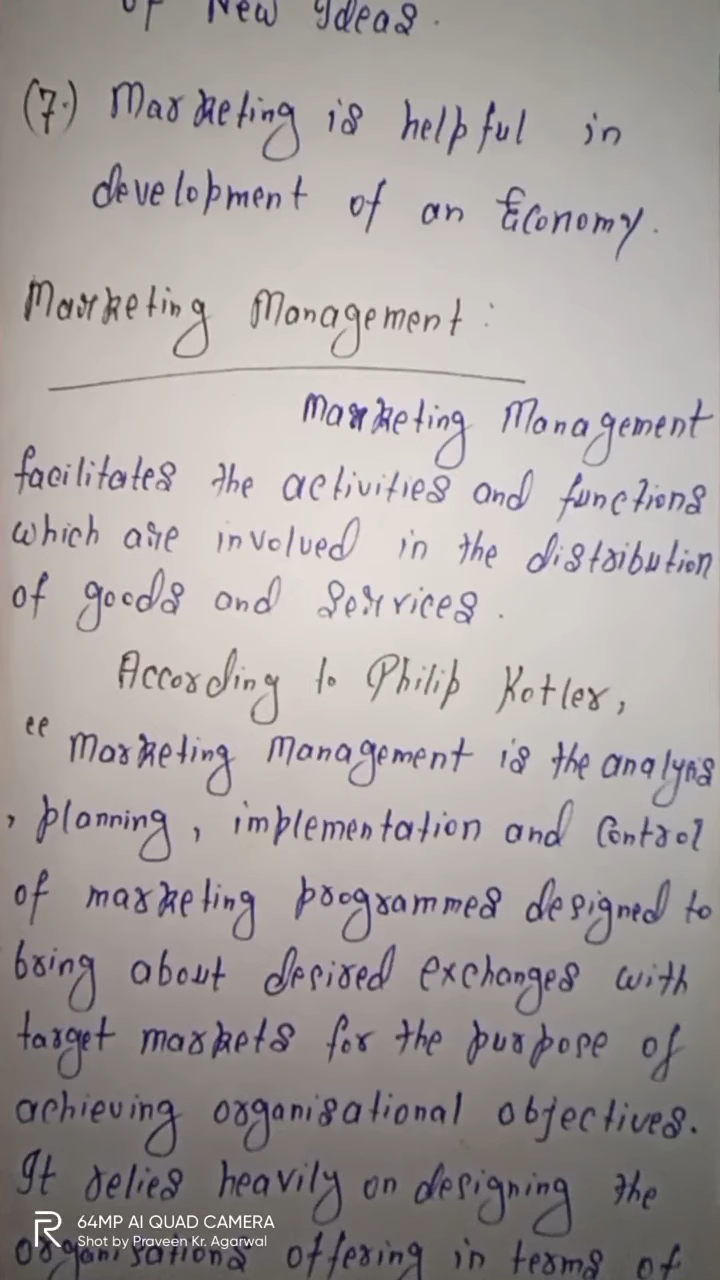 of New Ideas.
(7.) Marketing is helpful in
development of an Economy.
Marketing Management:
Marketing Management
facilitates the activities and functions
which are involved in the distribution
of goods and services.
According to Philip Kotler,
"Marketing Management is the analysis
, planning, implementation and Control
of marketing programmes designed to
bring about desired exchanges with
target markets for the purpose of
achieving organisational objectives.
It relies heavily on designing the
organisations offering in terms of
64MP AI QUAD CAMERA
Shot by Praveen Kr. Agarwal